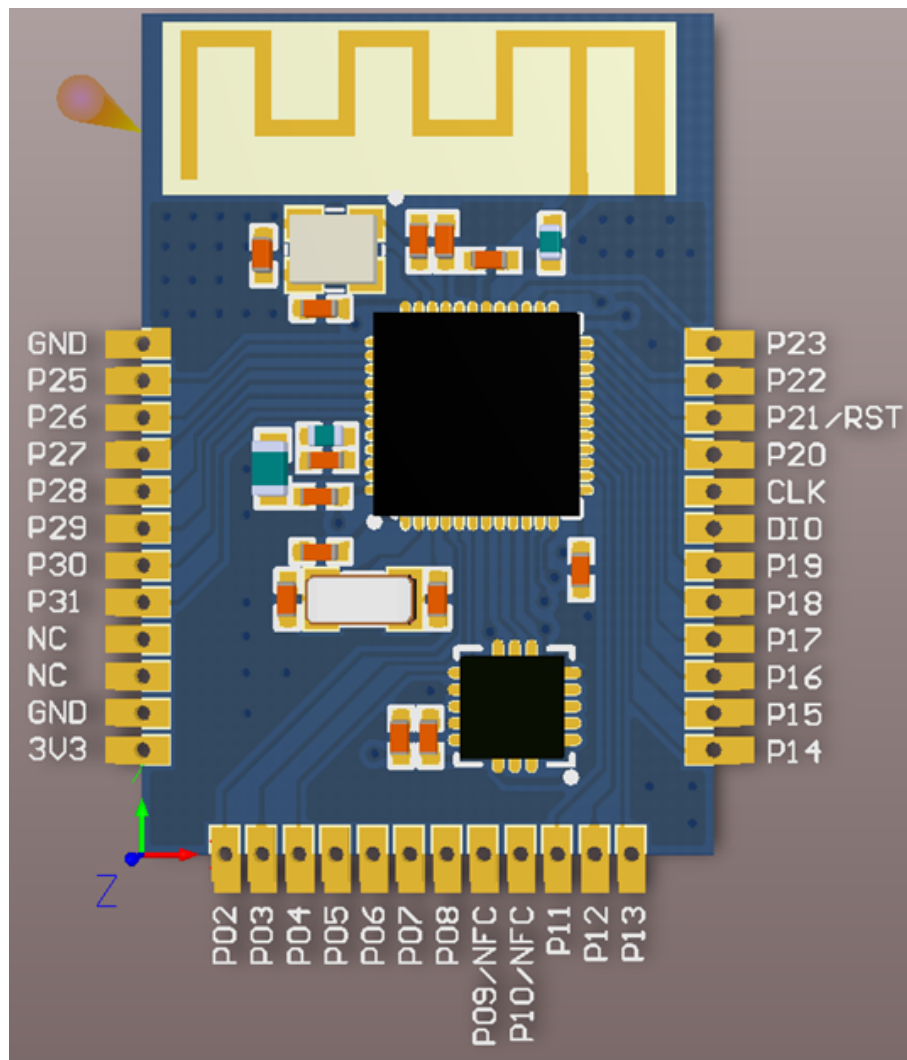 GND
P25
P26
P27
P28
P29
P30
P31
NC
NC
GND
3V3
P23
P22
P21/RST
P20
CLK
DIO
P19
P18
P17
P16
P15
P14
Z
P02
P03
P04
P05
P06
P07
P08
P09/NFC
P10/NFC
P11
P12
P13